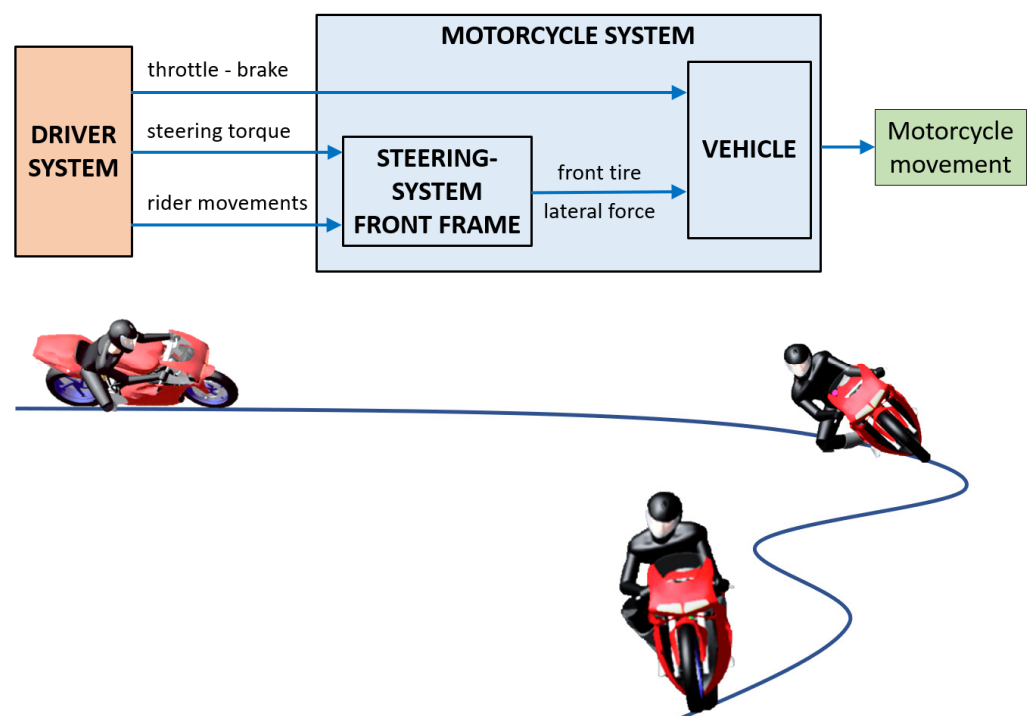 MOTORCYCLE SYSTEM
throttle - brake
DRIVER
SYSTEM
steering torque
rider movements
STEERING-
SYSTEM
FRONT FRAME
front tire
lateral force
VEHICLE
Motorcycle
movement